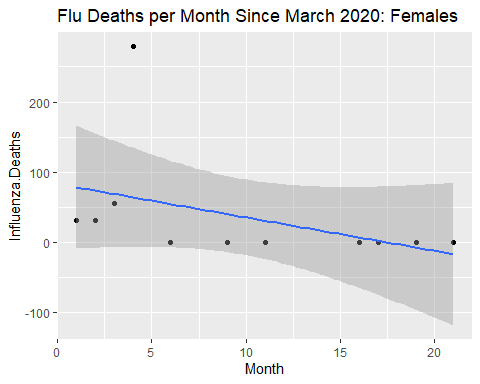 Flu Deaths per Month Since March 2020: Females
Influenza.Deaths
200
100
0
-100
0 5 10 15 20
Month